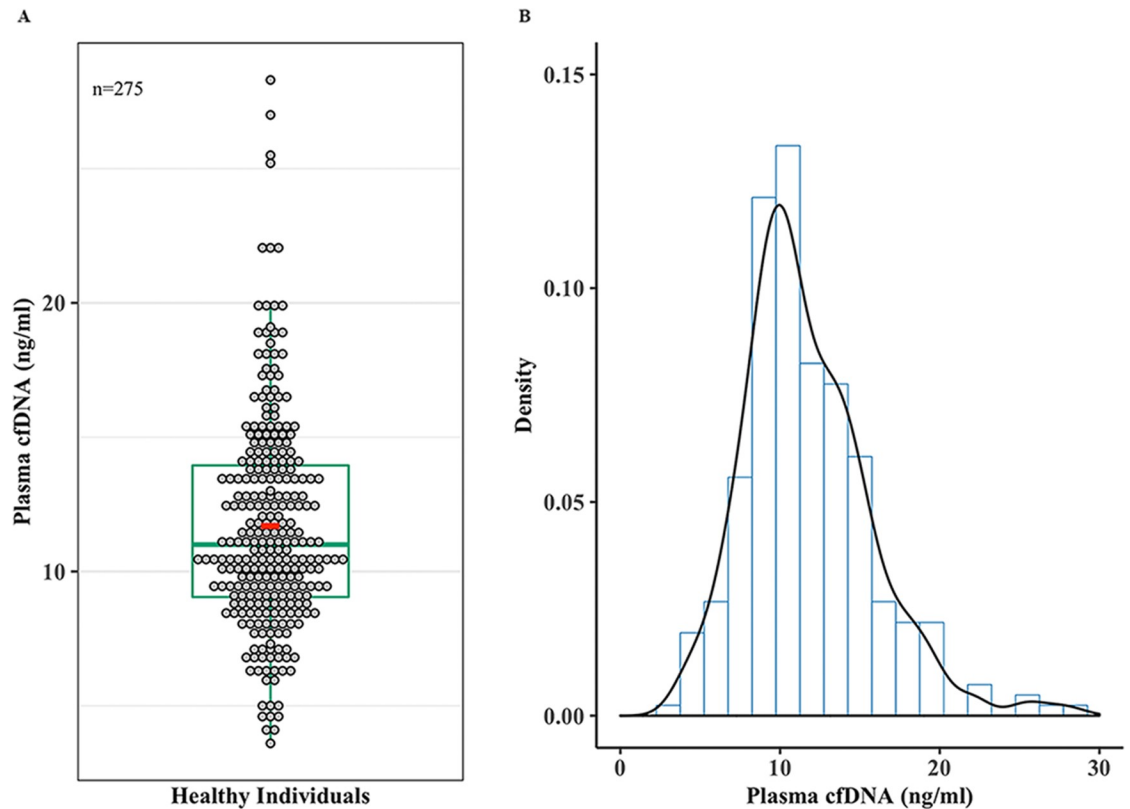 A
n=275
20
10
Plasma cfDNA (ng/ml)
Healthy Individuals
B
0.15
0.10
0.05
0.00
Density
0
10
20
30
Plasma cfDNA (ng/ml)